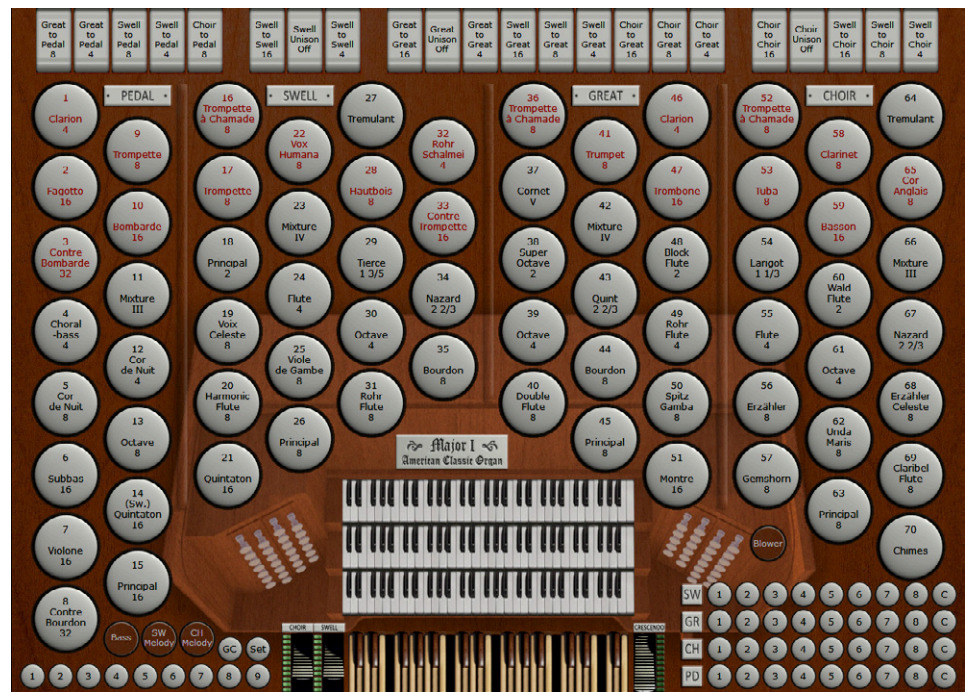 Great
to
Pedal
8
Great
to
Pedal
4
Swell
to
Pedal
8
Swell
to
Pedal
4
Choir
to
Pedal
8
Swell
to
Swell
16
Swell
Unison
Off
Swell
to
Swell
4
Great
to
Great
16
Great
Unison
Off
Great
to
Great
4
Swell
to
Great
16
Swell
to
Great
8
Swell
to
Great
4
Choir
to
Great
16
Choir
to
Great
8
Choir
to
Great
4
Choir
to
Choir
16
Choir
Unison
Off
Swell
to
Choir
16
Swell
to
Choir
8
Swell
to
Choir
4
PEDAL
1
Clarion
4
2
Fagotto
16
3
Contre
Bombarde
32
4
Choral
-bass
4
5
Cor
de Nuit
8
6
Subbas
16
7
Violone
16
8
Contre
Bourdon
32
9
Trompette
8
10
Bombarde
16
11
Mixture
III
12
Cor
de Nuit
4
13
Octave
8
14
(Sw.)
Quintaton
16
15
Principal
16
SWELL
16
Trompette
à Chamade
8
17
Trompette
8
18
Principal
2
19
Voix
Celeste
8
20
Harmonic
Flute
8
21
Quintaton
16
22
Vox
Humana
8
23
Mixture
IV
24
Flute
4
25
Viole
de Gambe
8
26
Principal
8
27
Tremulant
28
Hautbois
8
29
Tierce
1 3/5
30
Octave
4
31
Rohr
Flute
8
32
Rohr
Schalmei
4
33
Contre
Trompette
16
34
Nazard
2 2/3
35
Bourdon
8
GREAT
36
Trompette
à Chamade
8
37
Cornet
V
38
Super
Octave
2
39
Octave
4
40
Double
Flute
8
41
Trumpet
8
42
Mixture
IV
43
Quint
2 2/3
44
Bourdon
8
45
Principal
8
46
Clarion
4
47
Trombone
16
48
Block
Flute
2
49
Rohr
Flute
4
50
Spitz
Gamba
8
51
Montre
16
CHOIR
52
Trompette
à Chamade
8
53
Tuba
8
54
Larigot
1 1/3
55
Flute
4
56
Erzähler
8
57
Gemshorn
8
58
Clarinet
8
59
Basson
16
60
Wald
Flute
2
61
Octave
4
62
Unda
Maris
8
63
Principal
8
64
Tremulant
65
Cor
Anglais
8
66
Mixture
III
67
Nazard
2 2/3
68
Erzähler
Celeste
8
69
Claribel
Flute
8
70
Chimes
Major I
American Classic Organ
Blower
Bass
SW
Melody
CH
Melody
GC
Set
1 2 3 4 5 6 7 8 9
CHOIR
SWELL
CRESCENDO
SW 1 2 3 4 5 6 7 8 C
GR 1 2 3 4 5 6 7 8 C
CH 1 2 3 4 5 6 7 8 C
PD 1 2 3 4 5 6 7 8 C